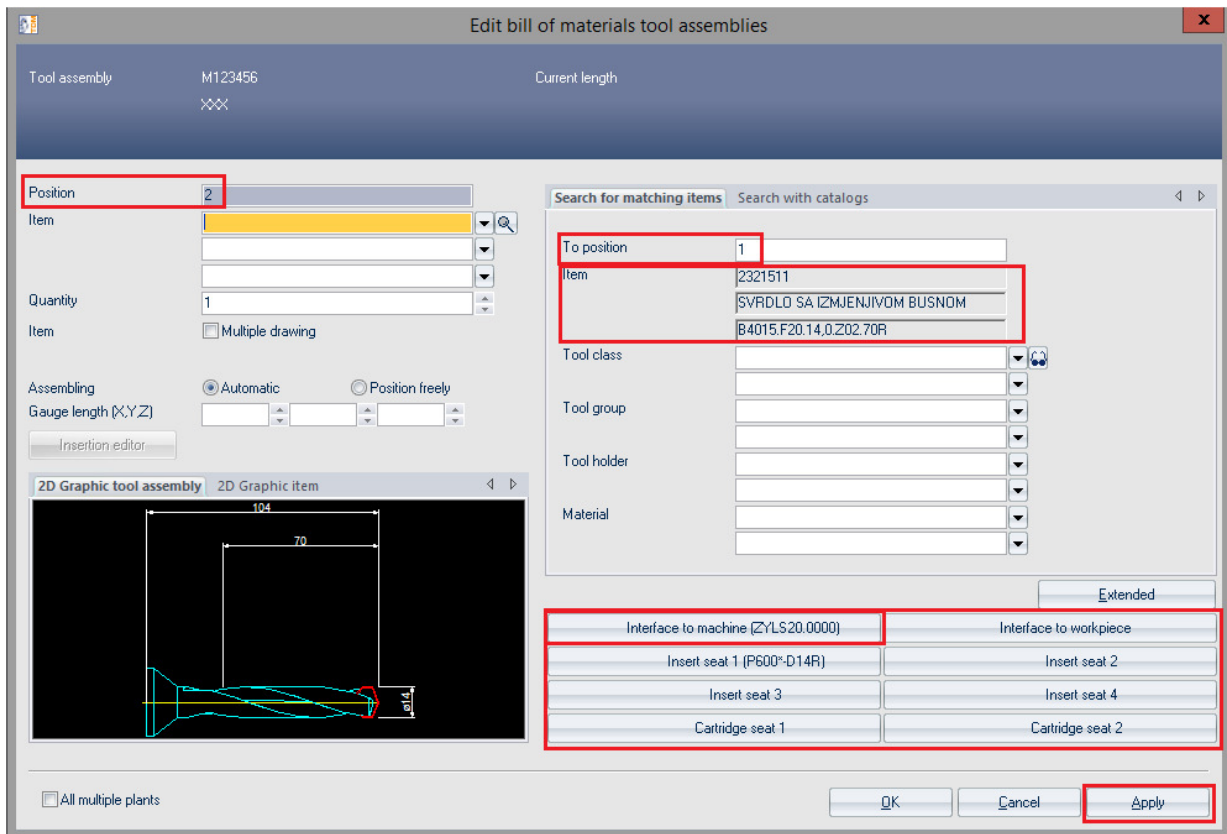 Edit bill of materials tool assemblies
x
Tool assembly M123456 Current length
XXX
Position 2
Item
Quantity 1
Item Multiple drawing
Assembling Automatic Position freely
Gauge length (X,Y,Z)
Insertion editor
2D Graphic tool assembly 2D Graphic item
104
70
ø14
Search for matching items Search with catalogs
To position 1
Item 2321511
SVRDLO SA IZMJENJIVOM BUSNOM
B4015.F20.14,0.Z02.70R
Tool class
Tool group
Tool holder
Material
Extended
Interface to machine (ZYLS20.0000) Interface to workpiece
Insert seat 1 (P600*-D14R) Insert seat 2
Insert seat 3 Insert seat 4
Cartridge seat 1 Cartridge seat 2
All multiple plants OK Cancel Apply